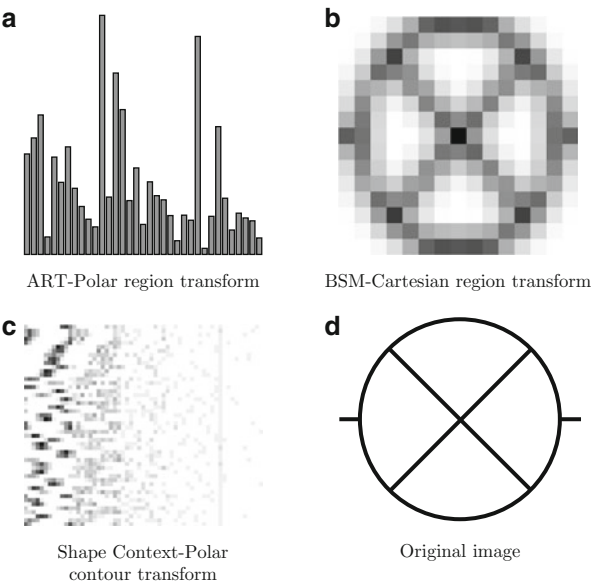 a
b
ART-Polar region transform
BSM-Cartesian region transform
c
d
Shape Context-Polar
contour transform
Original image